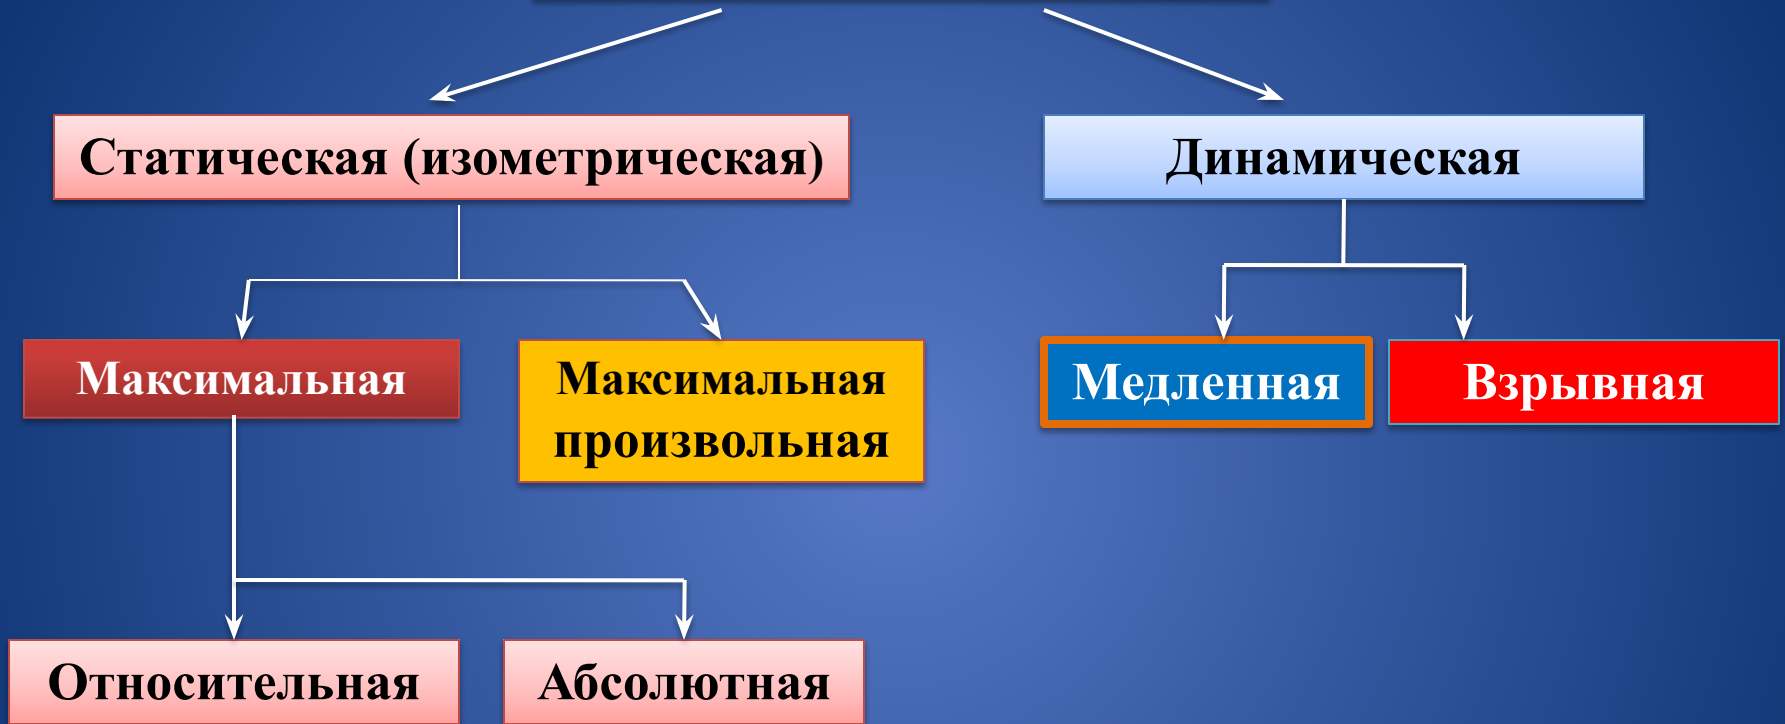 Статическая (изометрическая)
Динамическая
Максимальная
Максимальная
произвольная
Медленная
Взрывная
Относительная
Абсолютная